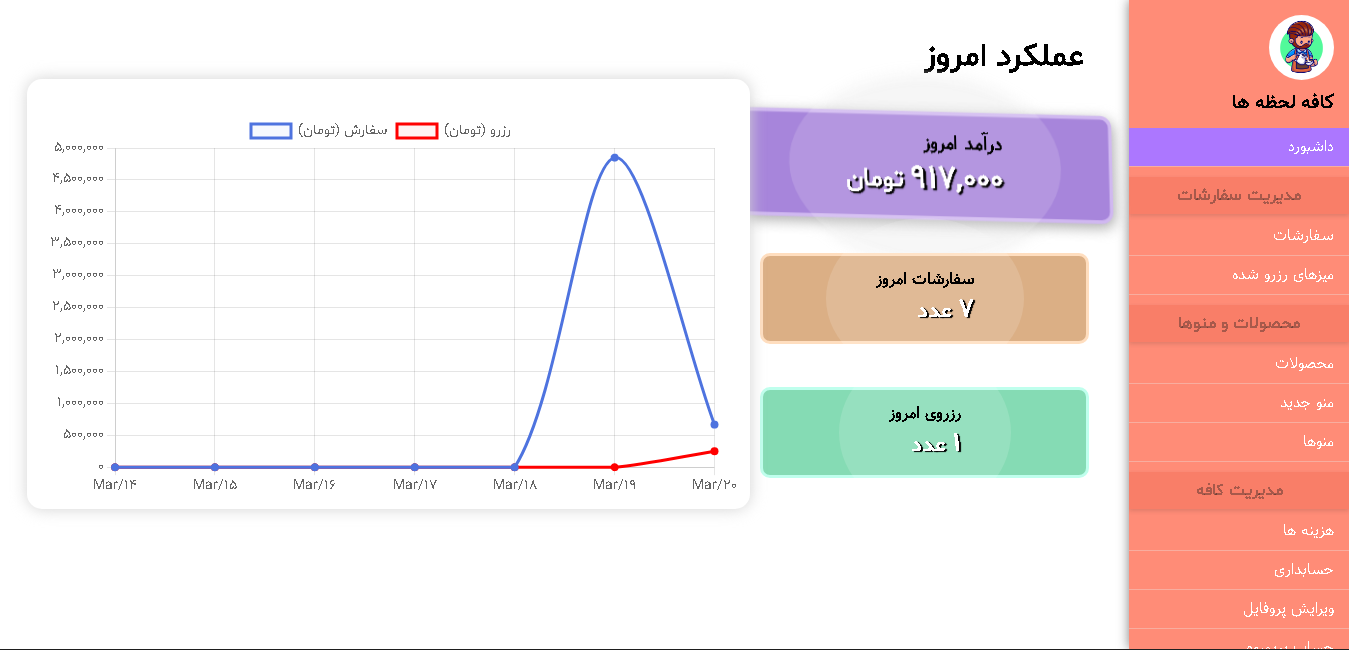 کافه لحظه ها
داشبورد
مدیریت سفارشات
سفارشات
میزهای رزرو شده
محصولات و منوها
محصولات
منو جدید
منوها
مدیریت کافه
هزینه ها
حسابداری
ویرایش پروفایل
عملکرد امروز
درآمد امروز
۹۱۷,۰۰۰ تومان
سفارشات امروز
۷ عدد
رزروی امروز
۱ عدد
رزرو (تومان) سفارش (تومان)
۵,۰۰۰,۰۰۰
۴,۵۰۰,۰۰۰
۴,۰۰۰,۰۰۰
۳,۵۰۰,۰۰۰
۳,۰۰۰,۰۰۰
۲,۵۰۰,۰۰۰
۲,۰۰۰,۰۰۰
۱,۵۰۰,۰۰۰
۱,۰۰۰,۰۰۰
۵۰۰,۰۰۰
۰
Mar/۱۴ Mar/۱۵ Mar/۱۶ Mar/۱۷ Mar/۱۸ Mar/۱۹ Mar/۲۰